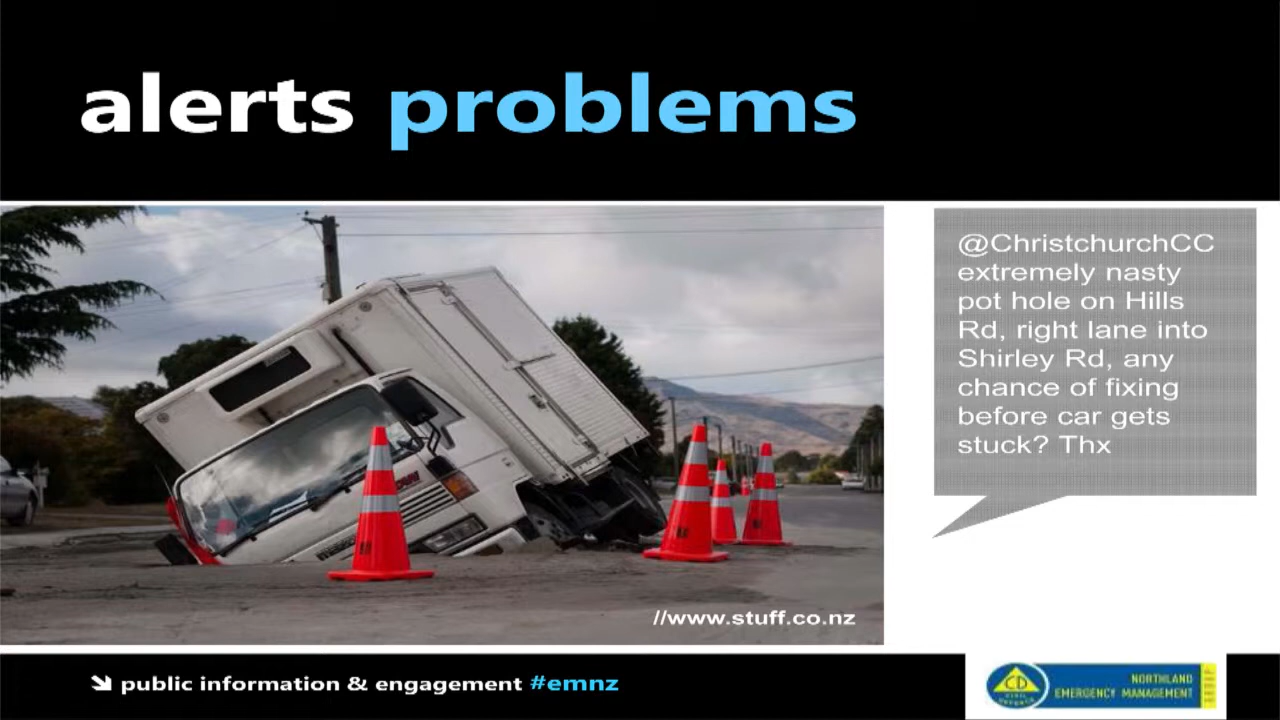 alerts problems
@ChristchurchCC
extremely nasty
pot hole on Hills
Rd, right lane into
Shirley Rd, any
chance of fixing
before car gets
stuck? Thx
//www.stuff.co.nz
public information & engagement #emnz
CD
NORTHLAND
EMERGENCY MANAGEMENT